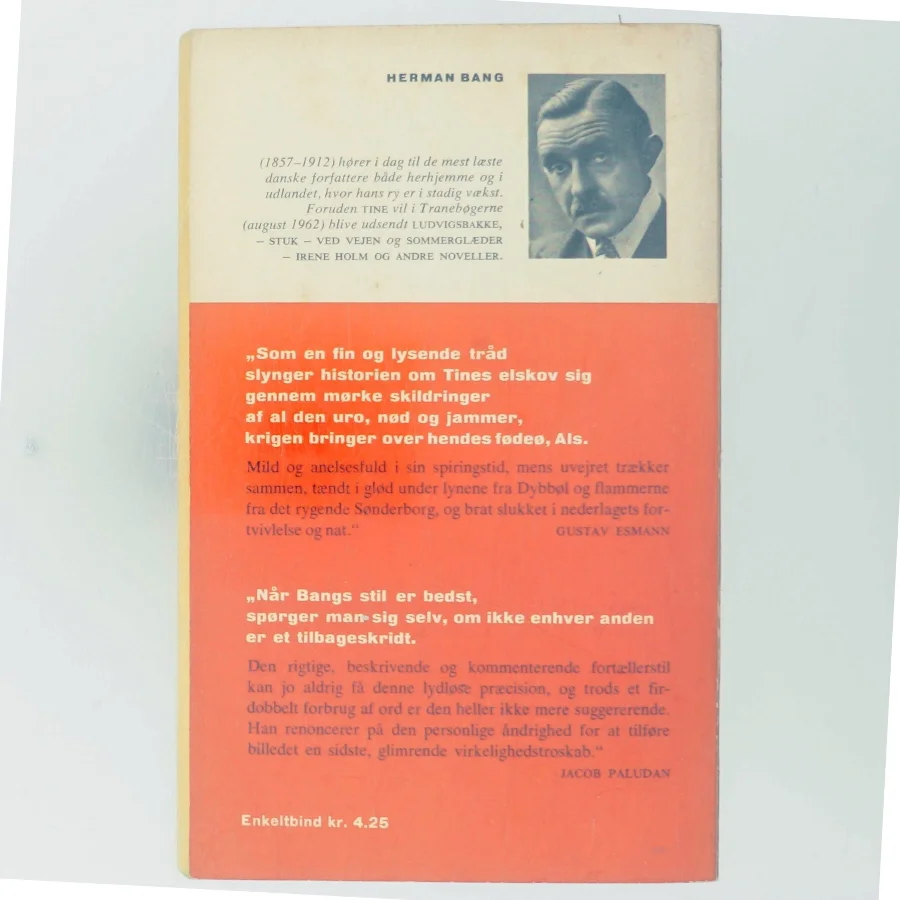 HERMAN BANG
(1857–1912) hører i dag til de mest læste
danske forfattere både herhjemme og i
udlandet, hvor hans ry er i stadig vækst.
Foruden TINE vil i Tranebøgerne
(august 1962) blive udsendt LUDVIGSBAKKE,
– STUK – VED VEJEN og SOMMERGLÆDER
– IRENE HOLM OG ANDRE NOVELLER.
„Som en fin og lysende tråd
slynger historien om Tines elskov sig
gennem mørke skildringer
af al den uro, nød og jammer,
krigen bringer over hendes fødeø, Als.
Mild og anelsesfuld i sin spiringstid, mens uvejret trækker
sammen, tændt i glød under lynene fra Dybbøl og flammerne
fra det rygende Sønderborg, og brat slukket i nederlagets for-
tvivlelse og nat.“ GUSTAV ESMANN
„Når Bangs stil er bedst,
spørger man sig selv, om ikke enhver anden
er et tilbageskridt.
Den rigtige, beskrivende og kommenterende fortællerstil
kan jo aldrig få denne lydløse præcision, og trods et fir-
dobbelt forbrug af ord er den heller ikke mere suggererende.
Han renoncerer på den personlige åndrighed for at tilføre
billedet en sidste, glimrende virkelighedstroskab.“
JACOB PALUDAN
Enkeltbind kr. 4.25